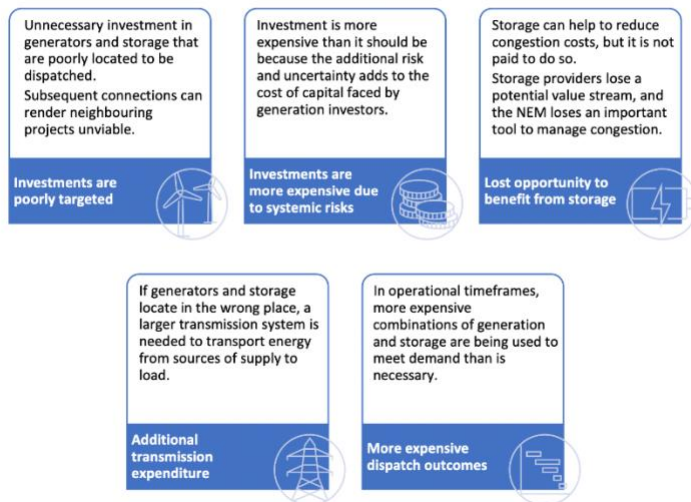 Unnecessary investment in
generators and storage that
are poorly located to be
dispatched.
Subsequent connections can
render neighbouring
projects unviable.
Investments are
poorly targeted
Investment is more
expensive than it should be
because the additional risk
and uncertainty adds to the
cost of capital faced by
generation investors.
Investments are
more expensive due
to systemic risks
Storage can help to reduce
congestion costs, but it is not
paid to do so.
Storage providers lose a
potential value stream, and
the NEM loses an important
tool to manage congestion.
Lost opportunity to
benefit from storage
If generators and storage
locate in the wrong place, a
larger transmission system is
needed to transport energy
from sources of supply to
load.
Additional
transmission
expenditure
In operational timeframes,
more expensive
combinations of generation
and storage are being used to
meet demand than is
necessary.
More expensive
dispatch outcomes